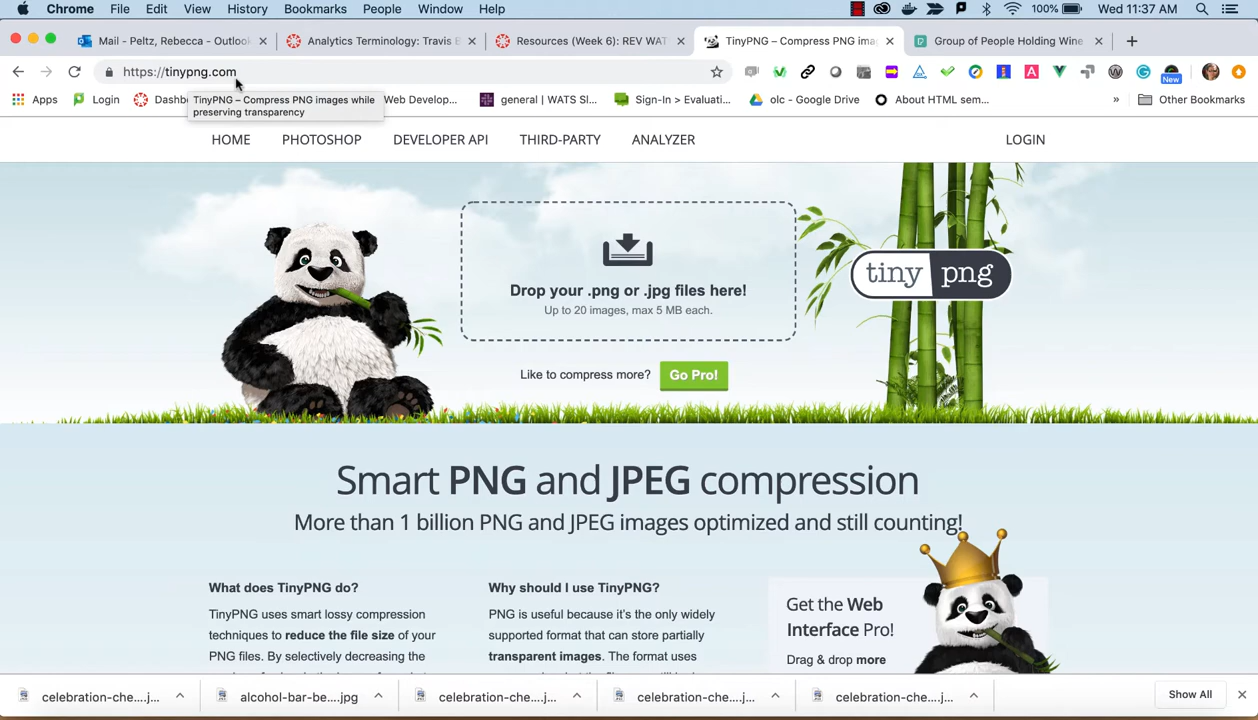 Chrome File Edit View History Bookmarks People Window Help 100% Wed 11:37 AM
Mail - Peltz, Rebecca - Outloo
Analytics Terminology: Travis B
Resources (Week 6): REV WAT
TinyPNG – Compress PNG ima
Group of People Holding Wine
https://tinypng.com
New
Apps Login Dashb Web Develop... general | WATS Sl... Sign-In > Evaluati... olc - Google Drive About HTML sem... » Other Bookmarks
TinyPNG – Compress PNG images while
preserving transparency
HOME PHOTOSHOP DEVELOPER API THIRD-PARTY ANALYZER LOGIN
Drop your .png or .jpg files here!
Up to 20 images, max 5 MB each.
tiny png
Like to compress more? Go Pro!
Smart PNG and JPEG compression
More than 1 billion PNG and JPEG images optimized and still counting!
What does TinyPNG do?
TinyPNG uses smart lossy compression
techniques to reduce the file size of your
PNG files. By selectively decreasing the
Why should I use TinyPNG?
PNG is useful because it's the only widely
supported format that can store partially
transparent images. The format uses
Get the Web
Interface Pro!
Drag & drop more
celebration-che....j... alcohol-bar-be....jpg celebration-che....j... celebration-che....j... celebration-che....j... Show All